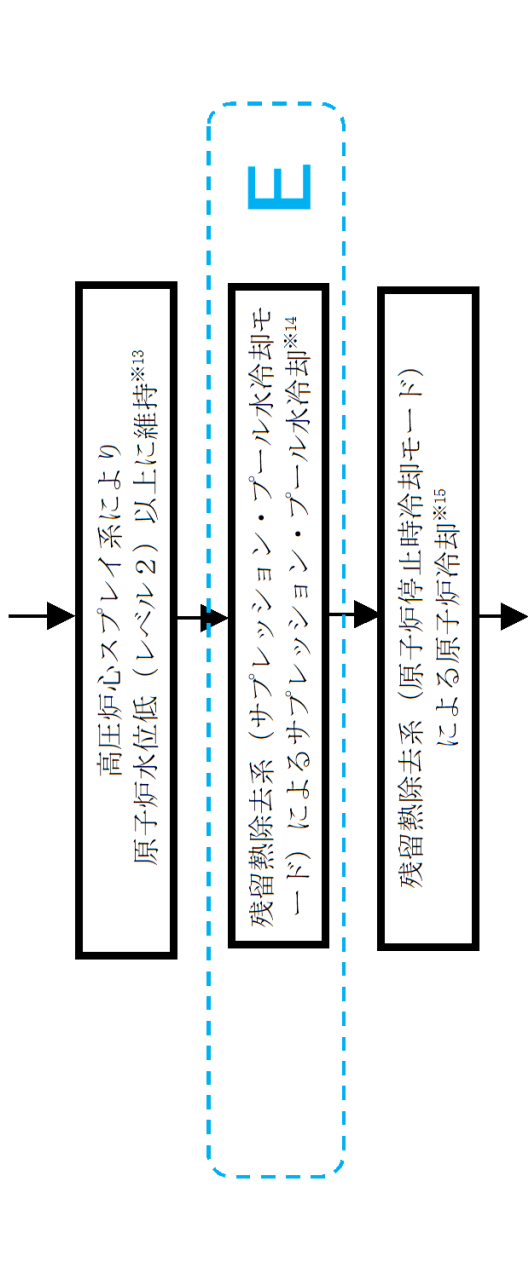 高圧炉心スプレイ系により
原子炉水位低（レベル２）以上に維持※13
E
残留熱除去系（サプレッション・プール水冷却モ
ード）によるサプレッション・プール水冷却※14
残留熱除去系（原子炉停止時冷却モード）
による原子炉冷却※15